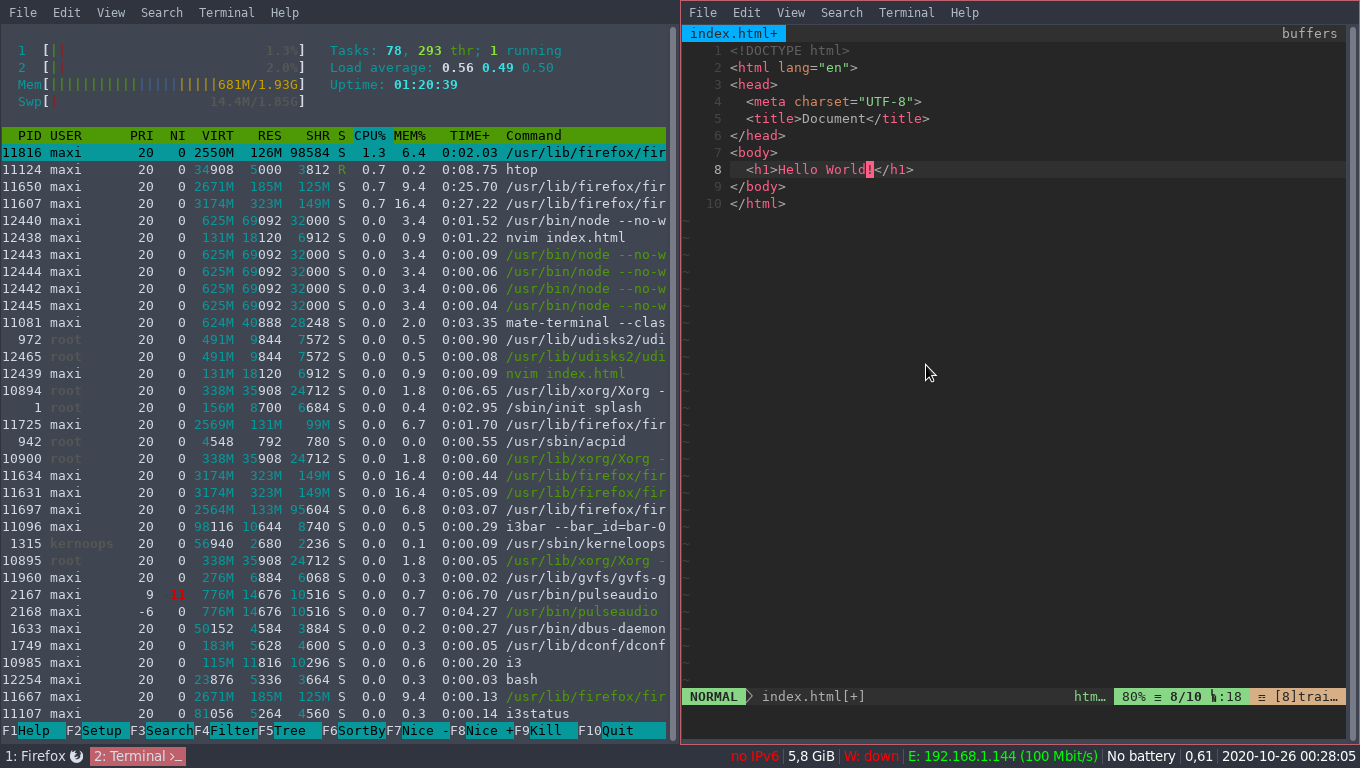 File Edit View Search Terminal Help
1 [|| 1.3%] Tasks: 78, 293 thr; 1 running
2 [|| 2.0%] Load average: 0.56 0.49 0.50
Mem[|||||||||||||||||||||681M/1.93G] Uptime: 01:20:39
Swp[| 14.4M/1.85G]
PID USER PRI NI VIRT RES SHR S CPU% MEM% TIME+ Command
11816 maxi 20 0 2550M 126M 98584 S 1.3 6.4 0:02.03 /usr/lib/firefox/fir
11124 maxi 20 0 34908 5000 3812 R 0.7 0.2 0:08.75 htop
11650 maxi 20 0 2671M 185M 125M S 0.7 9.4 0:25.70 /usr/lib/firefox/fir
11607 maxi 20 0 3174M 323M 149M S 0.7 16.4 0:27.22 /usr/lib/firefox/fir
12440 maxi 20 0 625M 69092 32000 S 0.0 3.4 0:01.52 /usr/bin/node --no-w
12438 maxi 20 0 131M 18120 6912 S 0.0 0.9 0:01.22 nvim index.html
12443 maxi 20 0 625M 69092 32000 S 0.0 3.4 0:00.09 /usr/bin/node --no-w
12444 maxi 20 0 625M 69092 32000 S 0.0 3.4 0:00.06 /usr/bin/node --no-w
12442 maxi 20 0 625M 69092 32000 S 0.0 3.4 0:00.06 /usr/bin/node --no-w
12445 maxi 20 0 625M 69092 32000 S 0.0 3.4 0:00.04 /usr/bin/node --no-w
11081 maxi 20 0 624M 40888 28248 S 0.0 2.0 0:03.35 mate-terminal --clas
972 root 20 0 491M 9844 7572 S 0.0 0.5 0:00.90 /usr/lib/udisks2/udi
12465 root 20 0 491M 9844 7572 S 0.0 0.5 0:00.08 /usr/lib/udisks2/udi
12439 maxi 20 0 131M 18120 6912 S 0.0 0.9 0:00.09 nvim index.html
10894 root 20 0 338M 35908 24712 S 0.0 1.8 0:06.65 /usr/lib/xorg/Xorg -
1 root 20 0 156M 8700 6684 S 0.0 0.4 0:02.95 /sbin/init splash
11725 maxi 20 0 2569M 131M 99M S 0.0 6.7 0:01.70 /usr/lib/firefox/fir
942 root 20 0 4548 792 780 S 0.0 0.0 0:00.55 /usr/sbin/acpid
10900 root 20 0 338M 35908 24712 S 0.0 1.8 0:00.60 /usr/lib/xorg/Xorg -
11634 maxi 20 0 3174M 323M 149M S 0.0 16.4 0:00.44 /usr/lib/firefox/fir
11631 maxi 20 0 3174M 323M 149M S 0.0 16.4 0:05.09 /usr/lib/firefox/fir
11697 maxi 20 0 2564M 133M 95604 S 0.0 6.8 0:03.07 /usr/lib/firefox/fir
11096 maxi 20 0 98116 10644 8740 S 0.0 0.5 0:00.29 i3bar --bar_id=bar-0
1315 kernoops 20 0 56940 2680 2236 S 0.0 0.1 0:00.09 /usr/sbin/kerneloops
10895 root 20 0 338M 35908 24712 S 0.0 1.8 0:00.05 /usr/lib/xorg/Xorg -
11960 maxi 20 0 276M 6884 6068 S 0.0 0.3 0:00.02 /usr/lib/gvfs/gvfs-g
2167 maxi 9 -11 776M 14676 10516 S 0.0 0.7 0:06.70 /usr/bin/pulseaudio
2168 maxi -6 0 776M 14676 10516 S 0.0 0.7 0:04.27 /usr/bin/pulseaudio
1633 maxi 20 0 50152 4584 3884 S 0.0 0.2 0:00.27 /usr/bin/dbus-daemon
1749 maxi 20 0 183M 5628 4600 S 0.0 0.3 0:00.05 /usr/lib/dconf/dconf
10985 maxi 20 0 115M 11816 10296 S 0.0 0.6 0:00.20 i3
12254 maxi 20 0 23876 5336 3664 S 0.0 0.3 0:00.03 bash
11667 maxi 20 0 2671M 185M 125M S 0.0 9.4 0:00.13 /usr/lib/firefox/fir
11107 maxi 20 0 81056 5264 4560 S 0.0 0.3 0:00.14 i3status
F1Help F2Setup F3SearchF4FilterF5Tree F6SortByF7Nice -F8Nice +F9Kill F10Quit
File Edit View Search Terminal Help
index.html+ buffers
1 <!DOCTYPE html>
2 <html lang="en">
3 <head>
4 <meta charset="UTF-8">
5 <title>Document</title>
6 </head>
7 <body>
8 <h1>Hello World!</h1>
9 </body>
10 </html>
NORMAL index.html[+] htm… 80% ≡ 8/10 :18 [8]trai…
1: Firefox 2: Terminal >_ no IPv6 5,8 GiB W: down E: 192.168.1.144 (100 Mbit/s) No battery 0,61 2020-10-26 00:28:05